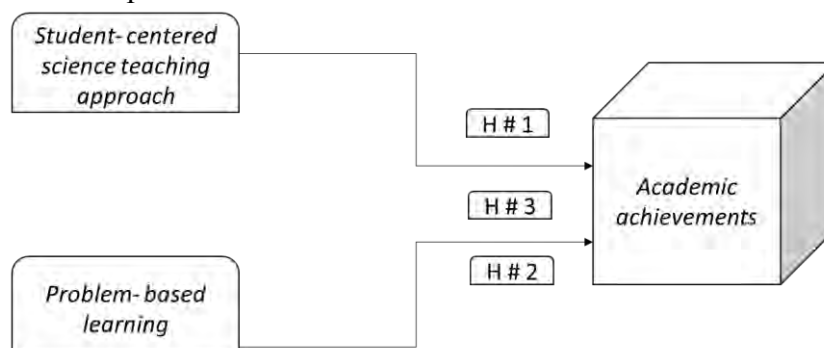 Student- centered
science teaching
approach
H # 1
H # 3
H # 2
Academic
achievements
Problem- based
learning